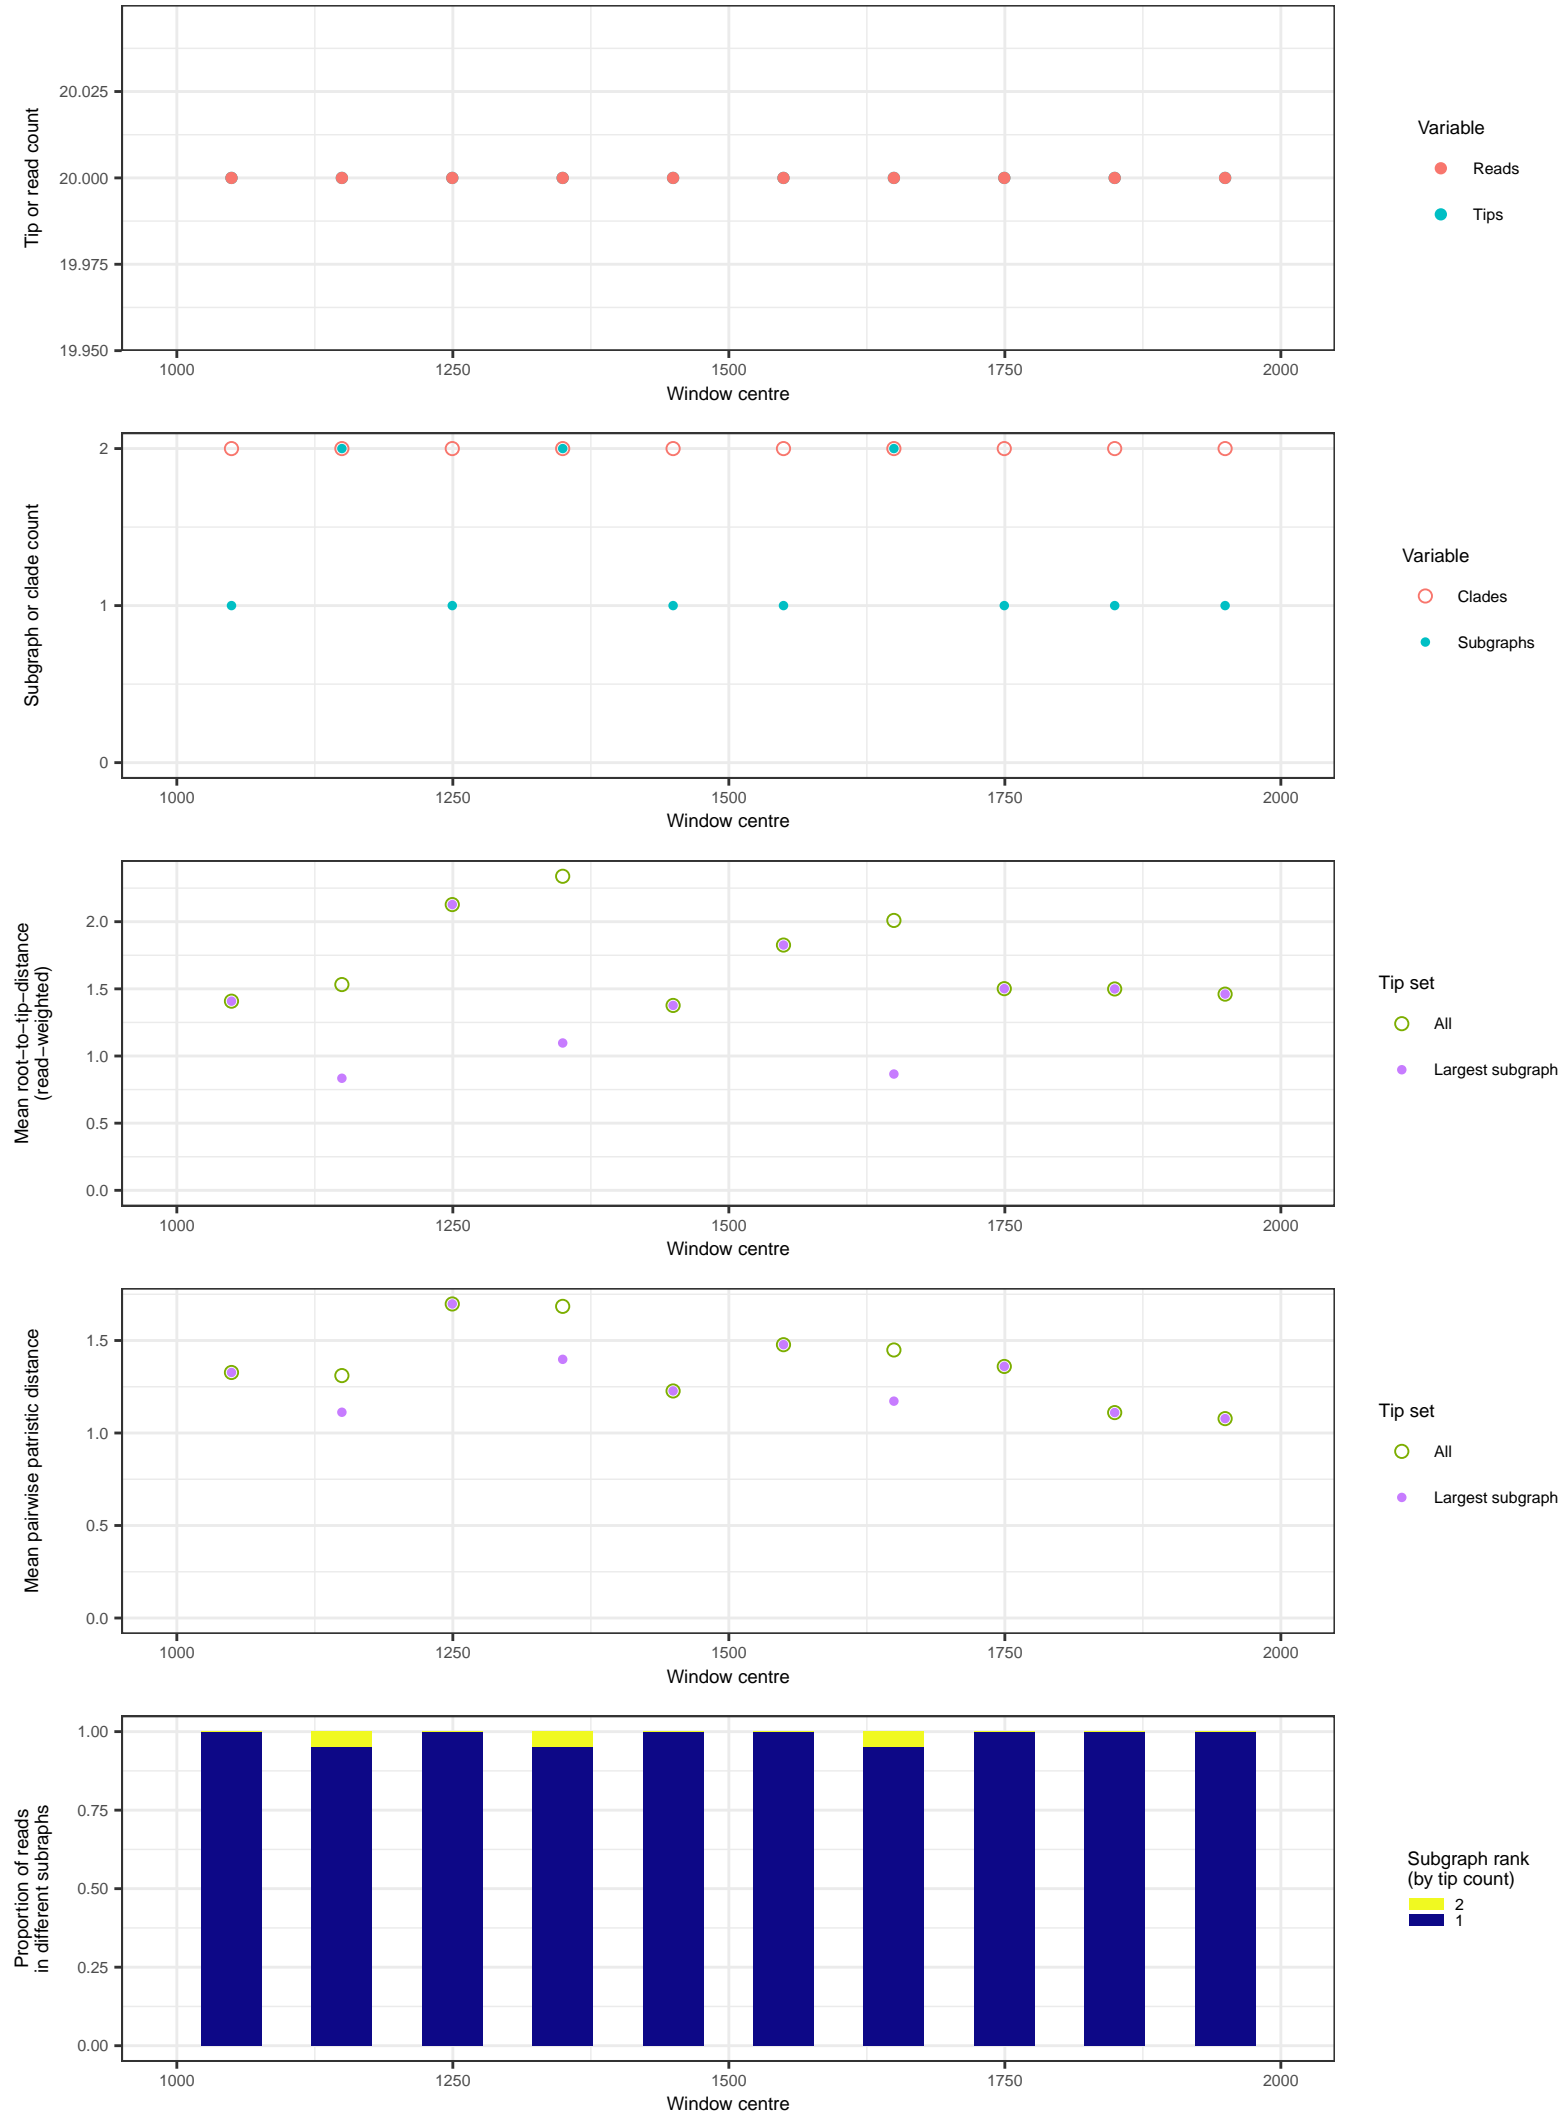 Tip or read count
20.025
20.000
19.975
19.950
1000 1250 1500 1750 2000
Window centre
Variable
Reads
Tips
Subgraph or clade count
2
1
0
1000 1250 1500 1750 2000
Window centre
Variable
Clades
Subgraphs
Mean root−to−tip−distance
(read−weighted)
2.0
1.5
1.0
0.5
0.0
1000 1250 1500 1750 2000
Window centre
Tip set
All
Largest subgraph
Mean pairwise patristic distance
1.5
1.0
0.5
0.0
1000 1250 1500 1750 2000
Window centre
Tip set
All
Largest subgraph
Proportion of reads
in different subraphs
1.00
0.75
0.50
0.25
0.00
1000 1250 1500 1750 2000
Window centre
Subgraph rank
(by tip count)
2
1